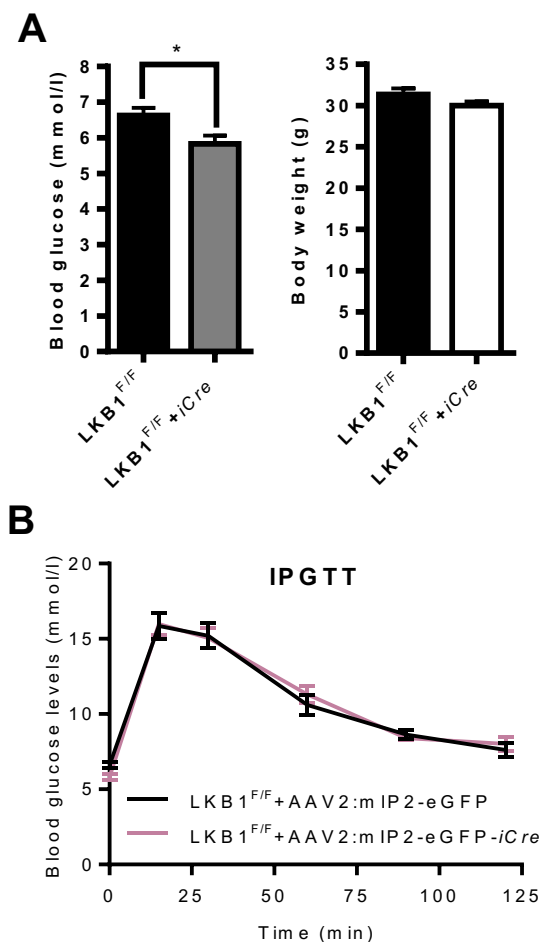 A
*
Blood glucose (mmol/l)
8
7
6
5
4
3
2
1
0
LKB1F/F
LKB1F/F+iCre
Body weight (g)
35
30
25
20
15
10
5
0
LKB1F/F
LKB1F/F+iCre
B
IPGTT
Blood glucose levels (mmol/l)
20
15
10
5
0
LKB1F/F+AAV2:mIP2-eGFP
LKB1F/F+AAV2:mIP2-eGFP-iCre
0 25 50 75 100 125
Time (min)